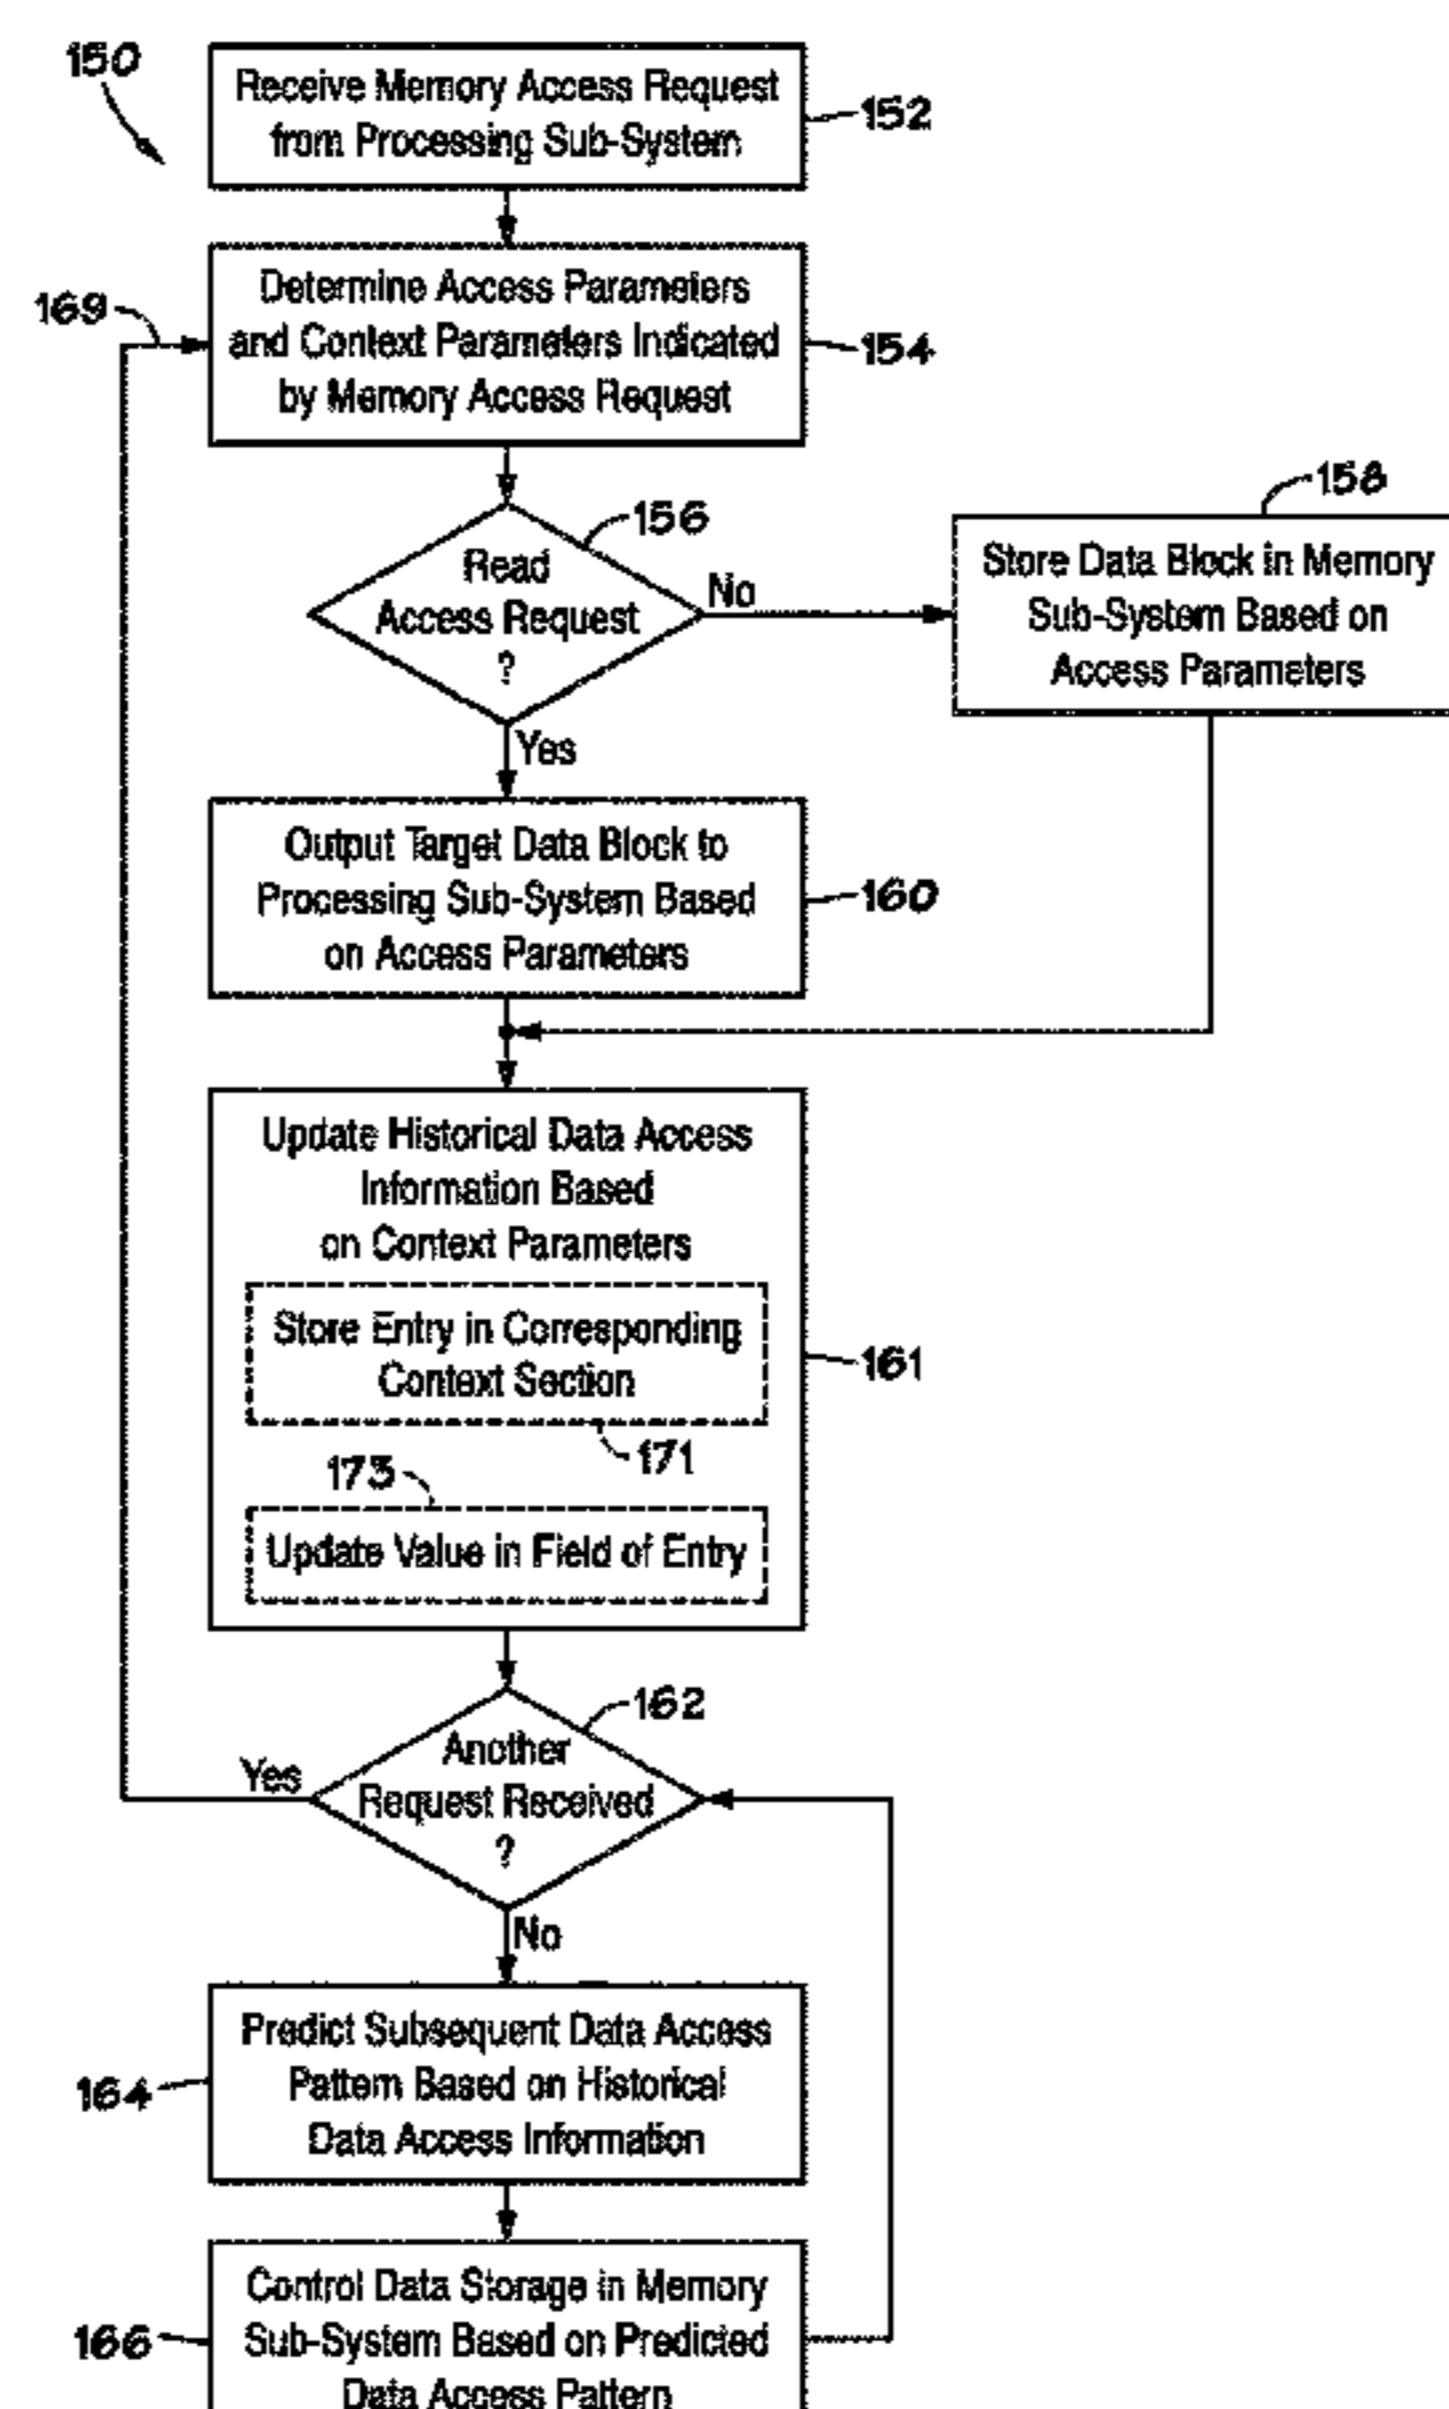 150
Receive Memory Access Request
from Processing Sub-System
152
169
Determine Access Parameters
and Context Parameters Indicated
by Memory Access Request
154
156
Read
Access Request
?
No
Yes
158
Store Data Block in Memory
Sub-System Based on
Access Parameters
Output Target Data Block to
Processing Sub-System Based
on Access Parameters
160
Update Historical Data Access
Information Based
on Context Parameters
Store Entry in Corresponding
Context Section
161
171
173
Update Value in Field of Entry
162
Another
Request Received
?
Yes
No
Predict Subsequent Data Access
Pattern Based on Historical
Data Access Information
164
Control Data Storage in Memory
Sub-System Based on Predicted
Data Access Pattern
166